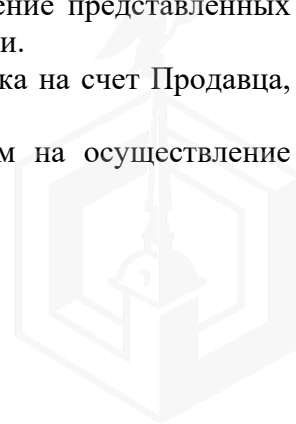 ение представленных
и.
ка на счет Продавца,
м на осуществление